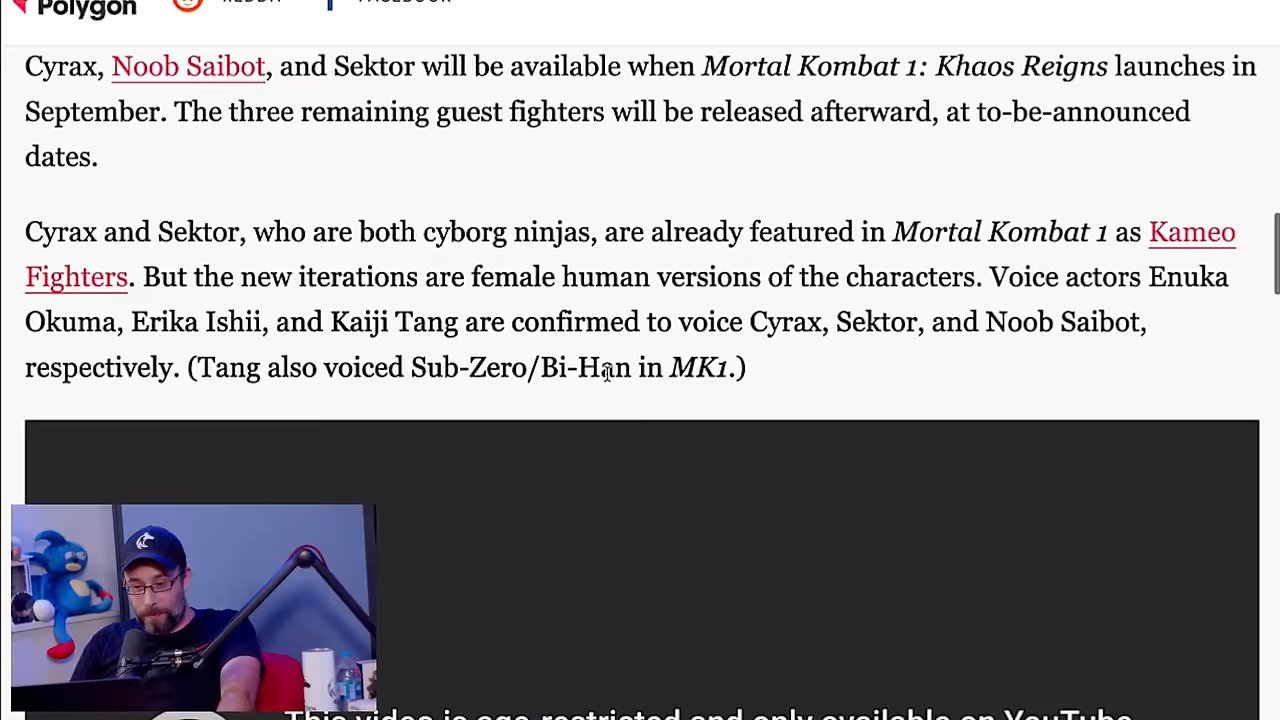 Polygon
REDDIT
FACEBOOK
Cyrax, Noob Saibot, and Sektor will be available when Mortal Kombat 1: Khaos Reigns launches in
September. The three remaining guest fighters will be released afterward, at to-be-announced
dates.
Cyrax and Sektor, who are both cyborg ninjas, are already featured in Mortal Kombat 1 as Kameo
Fighters. But the new iterations are female human versions of the characters. Voice actors Enuka
Okuma, Erika Ishii, and Kaiji Tang are confirmed to voice Cyrax, Sektor, and Noob Saibot,
respectively. (Tang also voiced Sub-Zero/Bi-Han in MK1.)
This video is age-restricted and only available on YouTube